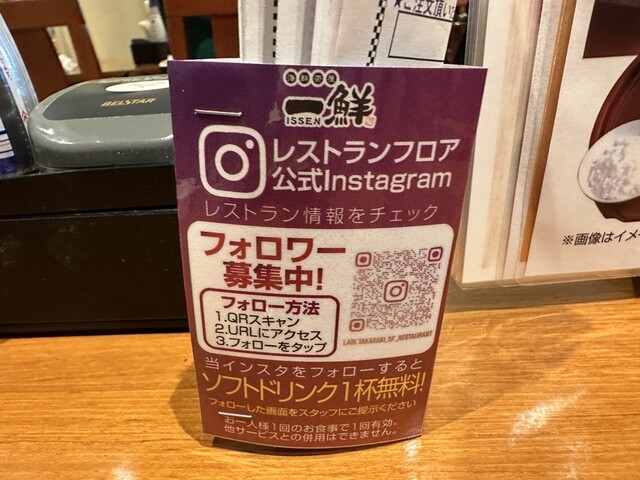 ご注文頂い
BELSTAR
海鮮茶屋
一鮮
ISSEN
レストランフロア
公式Instagram
レストラン情報をチェック
フォロワー
募集中!
フォロー方法
1.QRスキャン
2.URLにアクセス
3.フォローをタップ
LABI.TAKASAKI_5F_RESTAURANT
当インスタをフォローすると
ソフトドリンク1杯無料!
フォローした画面をスタッフにご提示ください
お一人様1回のお食事で1回有効。
他サービスとの併用はできません。
※画像はイメ